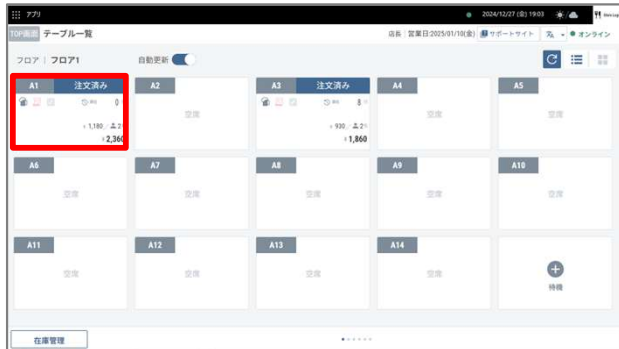 アプリ 2024/12/27 (金) 19:03
TOP画面 テーブル一覧 店長 営業日:2025/01/10(金) サポートサイト オンライン
フロア | フロア1 自動更新
A1 注文済み A2 A3 注文済み A4 A5
0 空席 8 空席 空席
¥ 1,180 / 2 ¥ 930 / 2
¥ 2,360 ¥ 1,860
A6 A7 A8 A9 A10
空席 空席 空席 空席 空席
A11 A12 A13 A14
空席 空席 空席 空席 待機
在庫管理